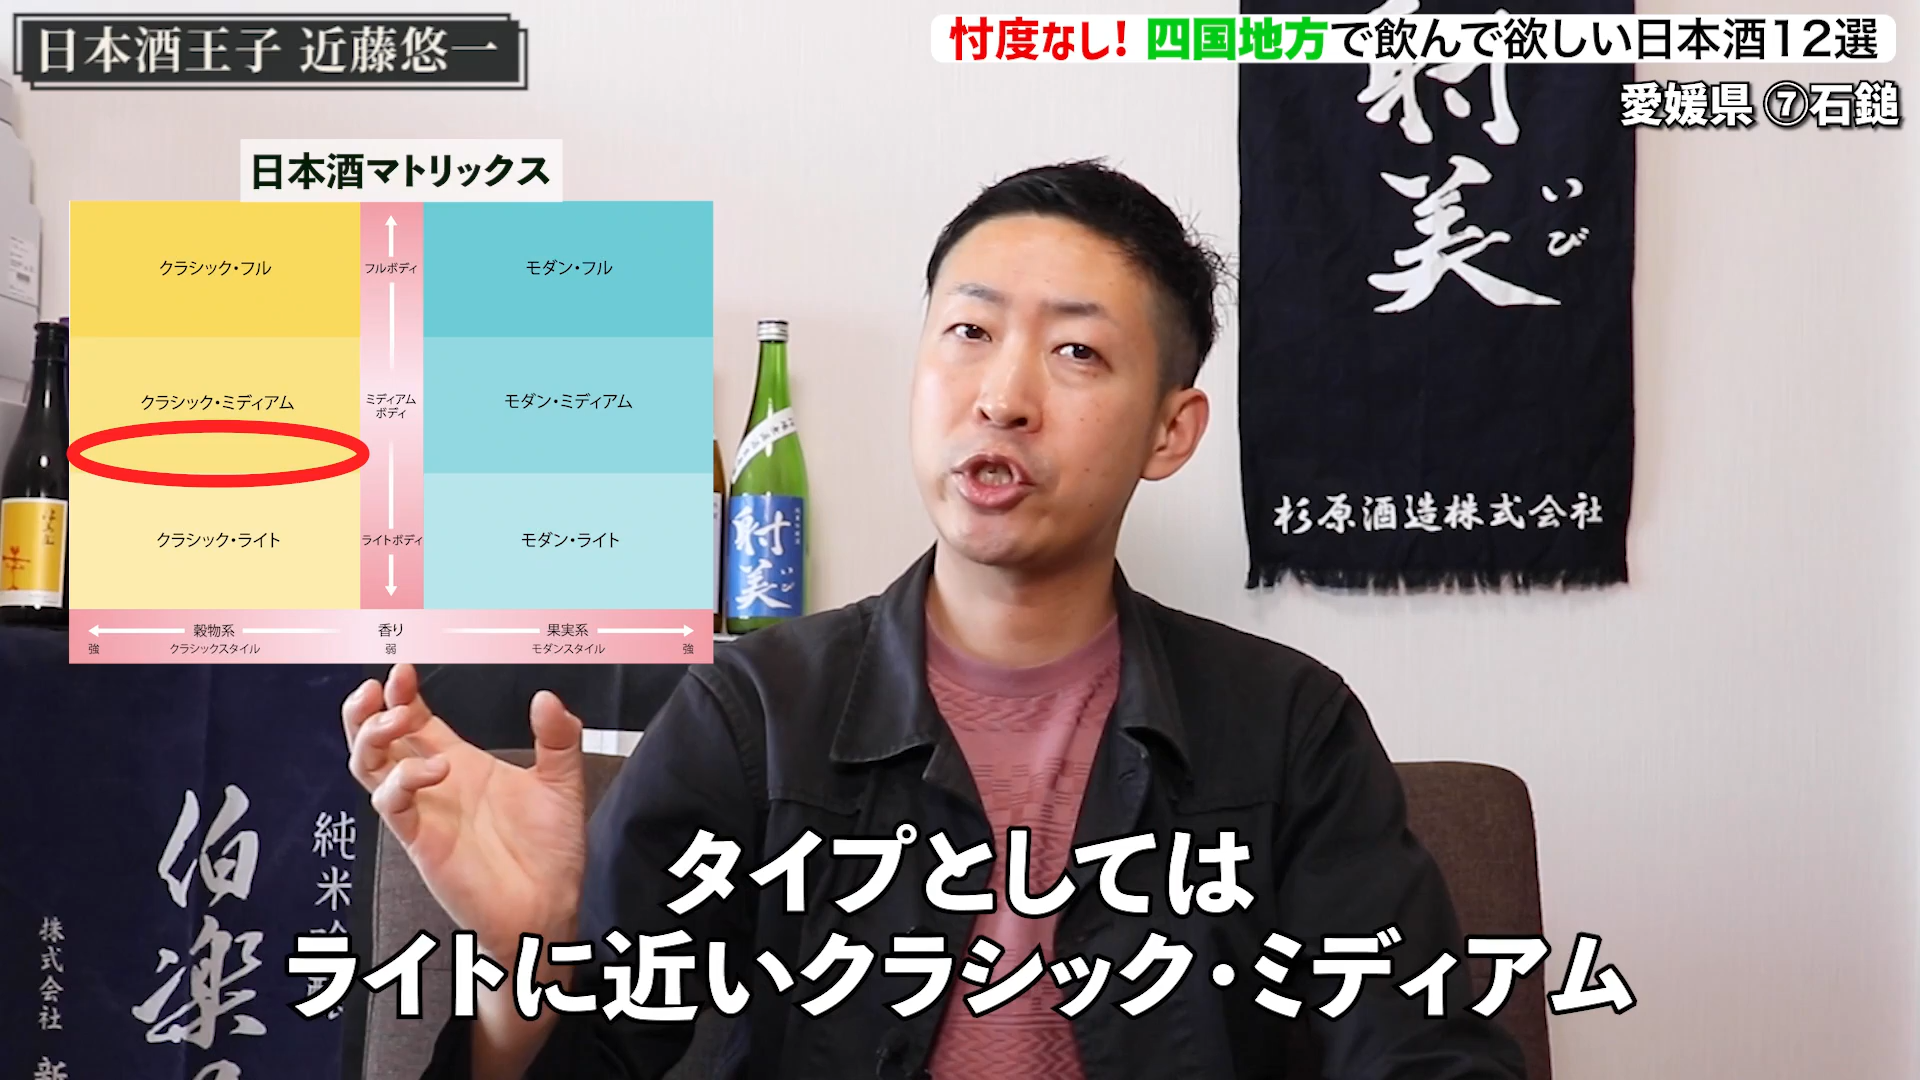 日本酒王子 近藤悠一
忖度なし! 四国地方で飲んで欲しい日本酒12選
愛媛県 ⑦石鎚
日本酒マトリックス
クラシック・フル
フルボディ
モダン・フル
クラシック・ミディアム
ミディアム
ボディ
モダン・ミディアム
クラシック・ライト
ライトボディ
モダン・ライト
穀物系
香り
果実系
強
クラシックスタイル
弱
モダンスタイル
強
射美
いび
杉原酒造株式会社
射美
いび
伯楽
純米吟
株式会社 新
タイプとしては
ライトに近いクラシック・ミディアム